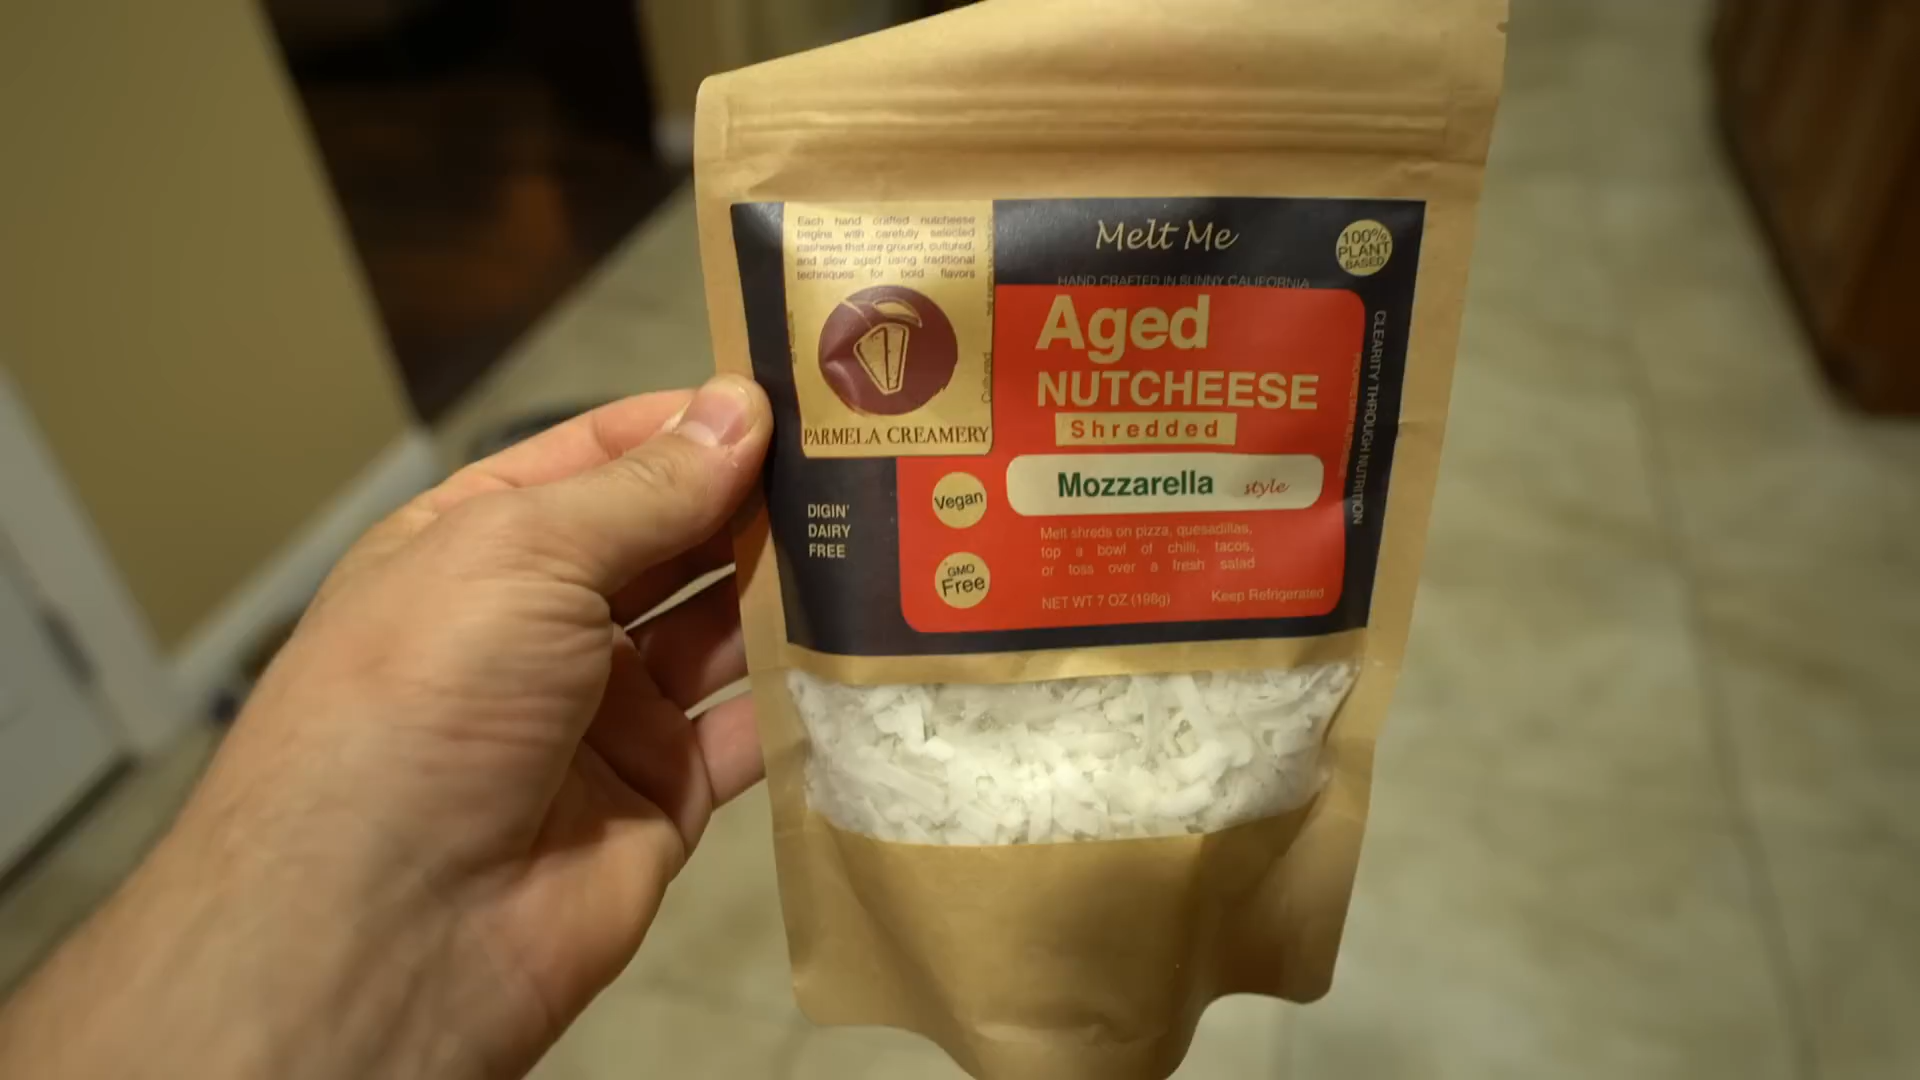 Each hand crafted nutcheese
begins with carefully selected
cashews that are ground, cultured,
and slow aged using traditional
techniques for bold flavors
PARMELA CREAMERY
Cultured
Melt Me
100%
PLANT
BASED
HAND CRAFTED IN SUNNY CALIFORNIA
Aged
NUTCHEESE
Shredded
Mozzarella style
Vegan
GMO
Free
DIGIN'
DAIRY
FREE
Melt shreds on pizza, quesadillas,
top a bowl of chili, tacos,
or toss over a fresh salad
NET WT 7 OZ (198g)
Keep Refrigerated
CLEARITY THROUGH NUTRITION